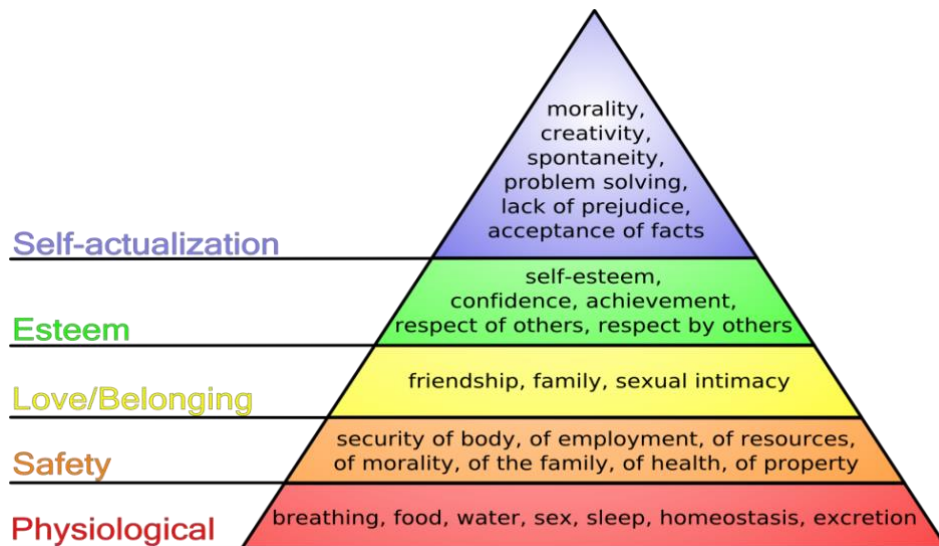 morality,
creativity,
spontaneity,
problem solving,
lack of prejudice,
acceptance of facts
Self-actualization
self-esteem,
confidence, achievement,
respect of others, respect by others
Esteem
friendship, family, sexual intimacy
Love/Belonging
security of body, of employment, of resources,
of morality, of the family, of health, of property
Safety
breathing, food, water, sex, sleep, homeostasis, excretion
Physiological